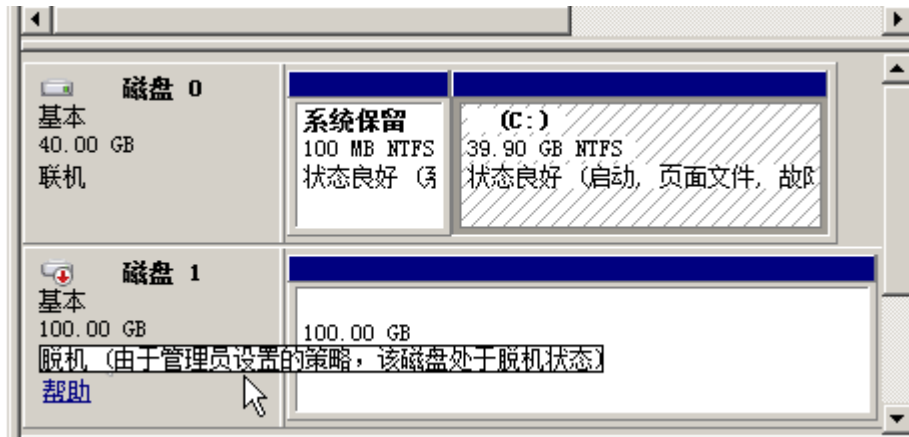 磁盘 0
基本
40.00 GB
联机
系统保留
100 MB NTFS
状态良好 (系
(C:)
39.90 GB NTFS
状态良好 (启动, 页面文件, 故障
磁盘 1
基本
100.00 GB
脱机 (由于管理员设置的策略，该磁盘处于脱机状态)
帮助
100.00 GB